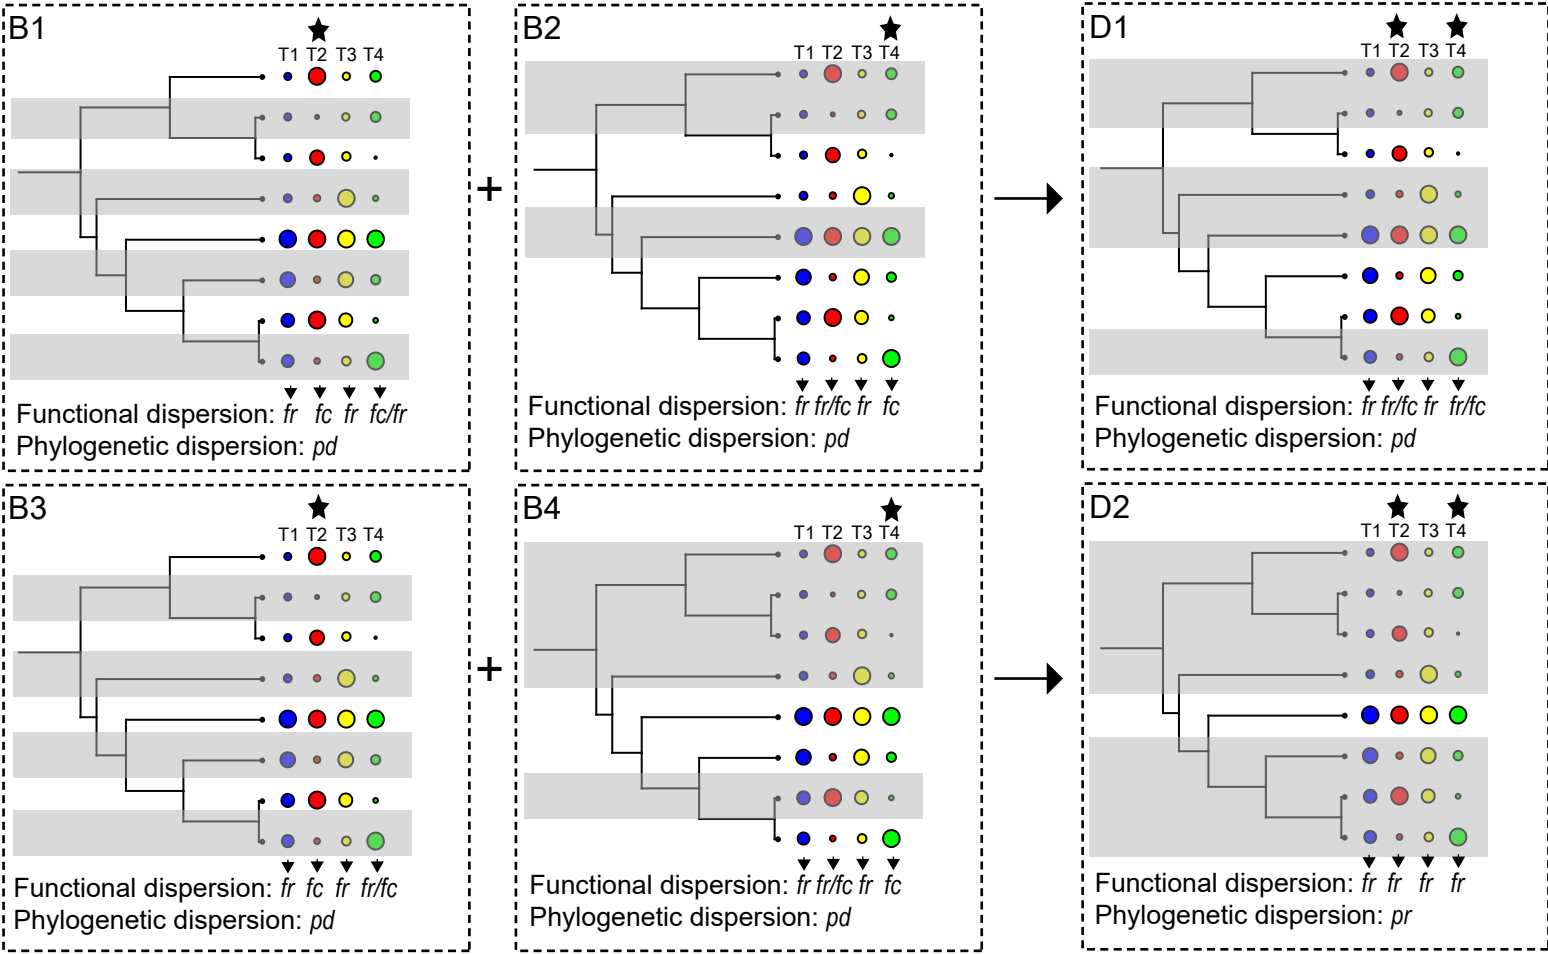 B1
T1 T2 T3 T4
Functional dispersion: fr fc fr fc/fr
Phylogenetic dispersion: pd
+
B2
T1 T2 T3 T4
Functional dispersion: fr fr/fc fr fc
Phylogenetic dispersion: pd
D1
T1 T2 T3 T4
Functional dispersion: fr fr/fc fr fr/fc
Phylogenetic dispersion: pd
B3
T1 T2 T3 T4
Functional dispersion: fr fc fr fr/fc
Phylogenetic dispersion: pd
+
B4
T1 T2 T3 T4
Functional dispersion: fr fr/fc fr fc
Phylogenetic dispersion: pd
D2
T1 T2 T3 T4
Functional dispersion: fr fr fr fr
Phylogenetic dispersion: pr